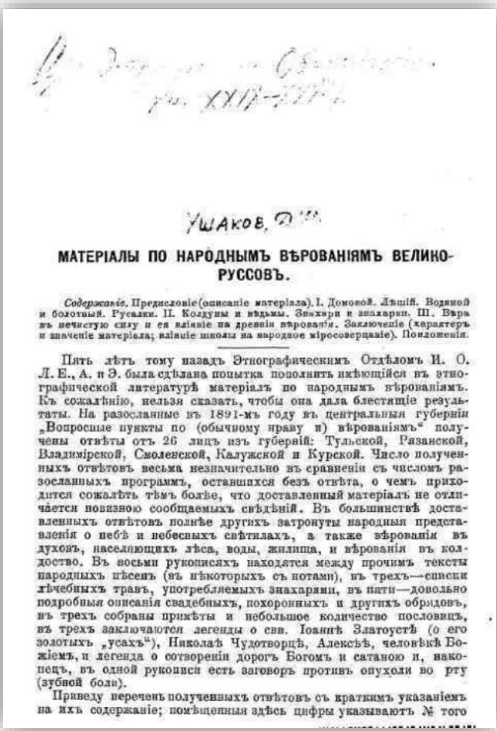 XXIX-XXX
Ушаков, Д.Н.
МАТЕРІАЛЫ ПО НАРОДНЫМЪ ВѢРОВАНІЯМЪ ВЕЛИКО-
РУССОВЪ.
Содержаніе. Предисловіе (описаніе матеріала). I. Домовой. Лѣшій. Водяной
и болотный. Русалки. II. Колдуны и вѣдьмы. Знахари и знахарки. III. Вѣра
въ нечистую силу и ея вліяніе на древнія вѣрованія. Заключеніе (характеръ
и значеніе матеріала; вліяніе школы на народное міросозерцаніе). Приложенія.
Пять лѣтъ тому назадъ Этнографическимъ Отдѣломъ И. О.
Л. Е., А. и Э. была сдѣлана попытка пополнить имѣющійся въ этно-
графической литературѣ матеріалъ по народнымъ вѣрованіямъ.
Къ сожалѣнію, нельзя сказать, чтобы она дала блестящіе резуль-
таты. На разосланные въ 1891-мъ году въ центральныя губерніи
„Вопросные пункты по (обычному нраву и) вѣрованіямъ“ полу-
чены отвѣты отъ 26 лицъ изъ губерній: Тульской, Рязанской,
Владимірской, Смоленской, Калужской и Курской. Число получен-
ныхъ отвѣтовъ весьма незначительно въ сравненіи съ числомъ ра-
зосланныхъ программъ, оставшихся безъ отвѣта, о чемъ прихо-
дится сожалѣть тѣмъ болѣе, что доставленный матеріалъ не отли-
чается новизною сообщаемыхъ свѣдѣній. Въ большинствѣ доста-
вленныхъ отвѣтовъ полнѣе другихъ затронуты народныя предста-
вленія о небѣ и небесныхъ свѣтилахъ, а также вѣрованія въ
духовъ, населяющихъ лѣса, воды, жилища, и вѣрованія въ кол-
довство. Въ восьми рукописяхъ находятся между прочимъ тексты
народныхъ пѣсенъ (въ нѣкоторыхъ съ нотами), въ трехъ—списки
лѣчебныхъ травъ, употребляемыхъ знахарями, въ пяти—довольно
подробныя описанія свадебныхъ, похоронныхъ и другихъ обрядовъ,
въ трехъ собраны примѣты и небольшое количество пословицъ,
въ трехъ заключаются легенды о свв. Іоаннѣ Златоустѣ (о его
золотыхъ „усахъ“), Николаѣ Чудотворцѣ, Алексѣѣ, человѣкѣ Бо-
жіемъ, и легенда о сотвореніи дорогъ Богомъ и сатаною и, нако-
нецъ, въ одной рукописи есть заговоръ противъ опухоли во рту
(зубной боли).
Приведу перечень полученныхъ отвѣтовъ съ краткимъ указаніемъ
на ихъ содержаніе; помѣщенныя здѣсь цифры указываютъ № того